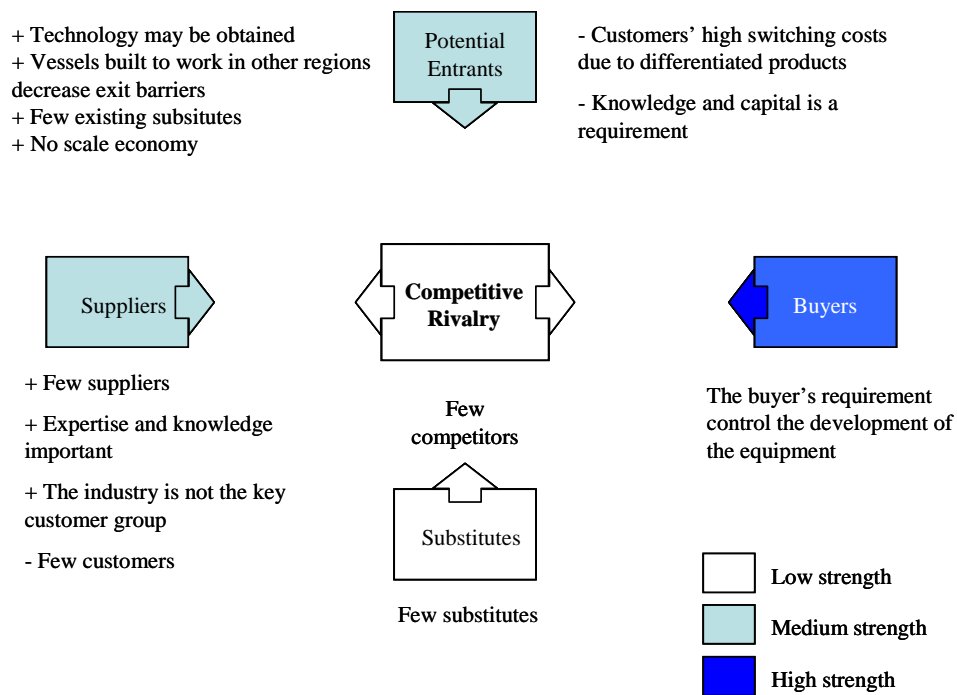 + Technology may be obtained
+ Vessels built to work in other regions
decrease exit barriers
+ Few existing subsitutes
+ No scale economy
Potential
Entrants
- Customers’ high switching costs
due to differentiated products
- Knowledge and capital is a
requirement
Suppliers
Competitive
Rivalry
Buyers
+ Few suppliers
+ Expertise and knowledge
important
+ The industry is not the key
customer group
- Few customers
Few
competitors
Substitutes
Few substitutes
The buyer’s requirement
control the development of
the equipment
Low strength
Medium strength
High strength